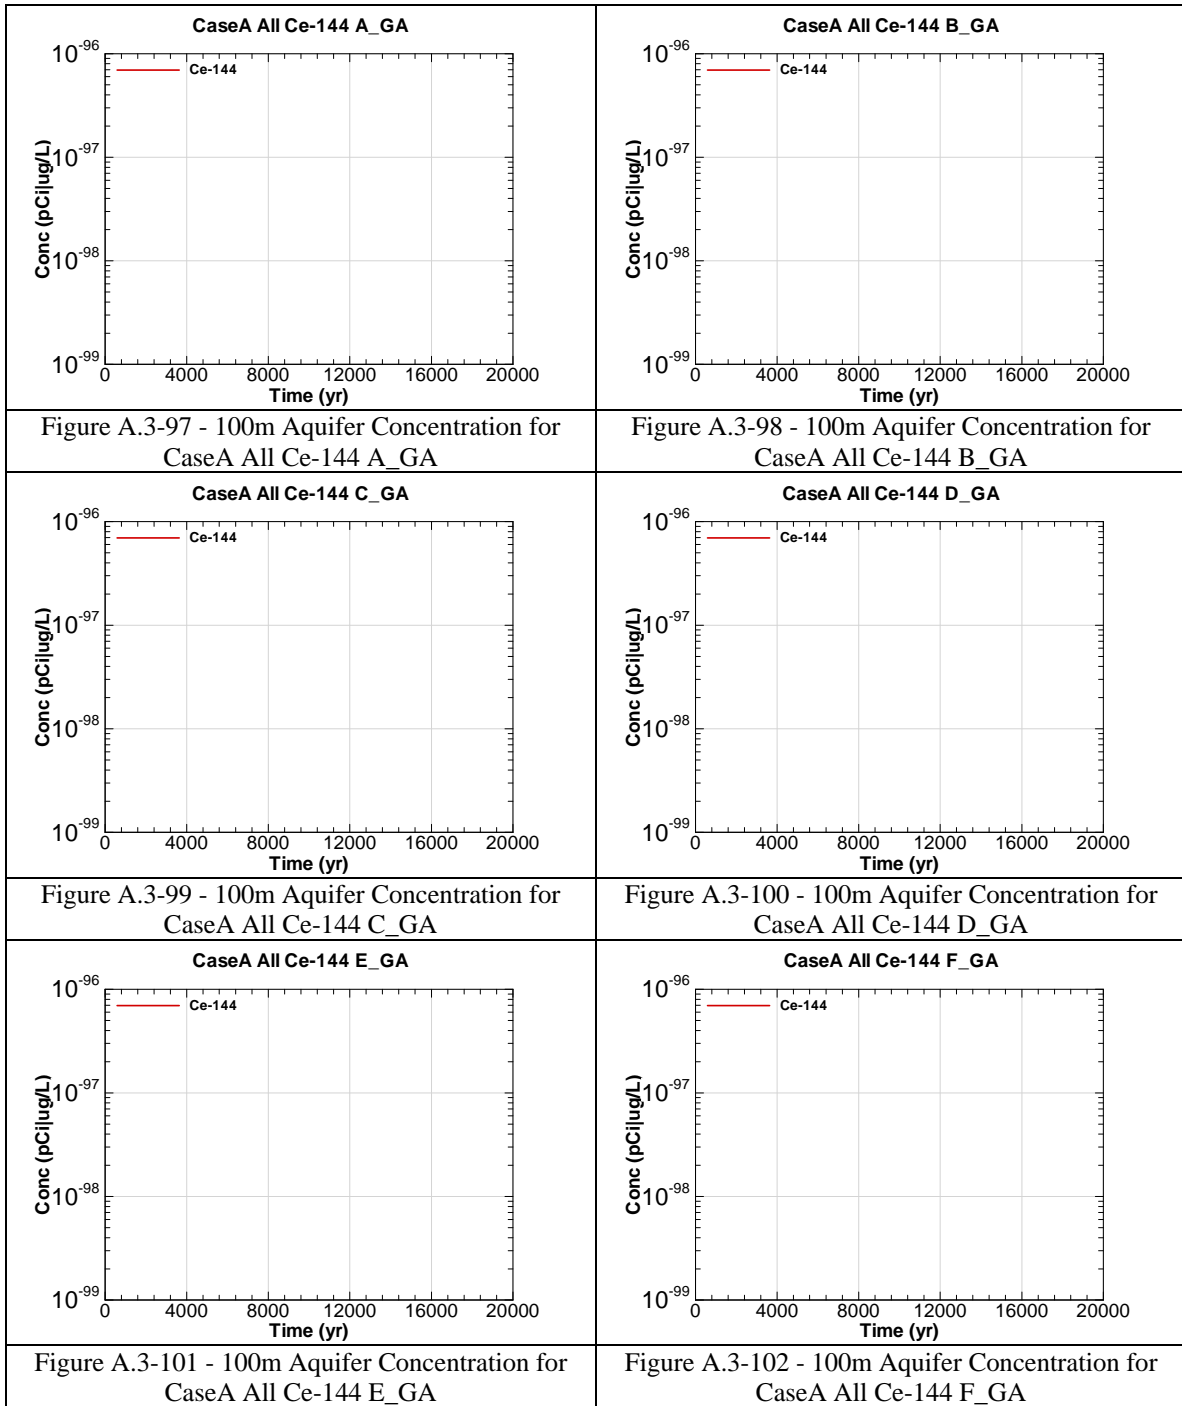 CaseA All Ce-144 A_GA
10^-96
Ce-144
10^-97
10^-98
10^-99
Conc (pCi|ug/L)
0 4000 8000 12000 16000 20000
Time (yr)
Figure A.3-97 - 100m Aquifer Concentration for
CaseA All Ce-144 A_GA
CaseA All Ce-144 B_GA
10^-96
Ce-144
10^-97
10^-98
10^-99
Conc (pCi|ug/L)
0 4000 8000 12000 16000 20000
Time (yr)
Figure A.3-98 - 100m Aquifer Concentration for
CaseA All Ce-144 B_GA
CaseA All Ce-144 C_GA
10^-96
Ce-144
10^-97
10^-98
10^-99
Conc (pCi|ug/L)
0 4000 8000 12000 16000 20000
Time (yr)
Figure A.3-99 - 100m Aquifer Concentration for
CaseA All Ce-144 C_GA
CaseA All Ce-144 D_GA
10^-96
Ce-144
10^-97
10^-98
10^-99
Conc (pCi|ug/L)
0 4000 8000 12000 16000 20000
Time (yr)
Figure A.3-100 - 100m Aquifer Concentration for
CaseA All Ce-144 D_GA
CaseA All Ce-144 E_GA
10^-96
Ce-144
10^-97
10^-98
10^-99
Conc (pCi|ug/L)
0 4000 8000 12000 16000 20000
Time (yr)
Figure A.3-101 - 100m Aquifer Concentration for
CaseA All Ce-144 E_GA
CaseA All Ce-144 F_GA
10^-96
Ce-144
10^-97
10^-98
10^-99
Conc (pCi|ug/L)
0 4000 8000 12000 16000 20000
Time (yr)
Figure A.3-102 - 100m Aquifer Concentration for
CaseA All Ce-144 F_GA